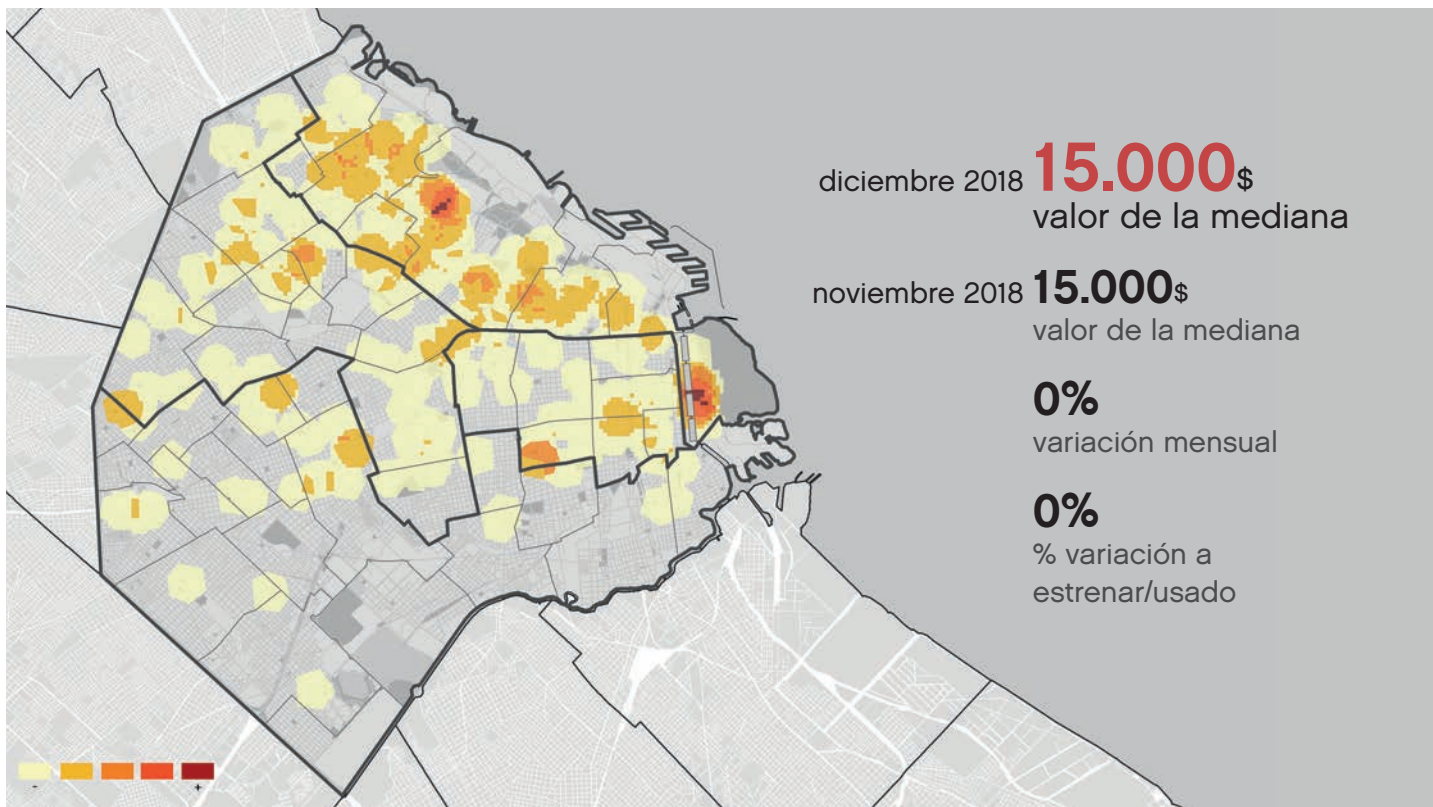 diciembre 2018 15.000$
valor de la mediana
noviembre 2018 15.000$
valor de la mediana
0%
variación mensual
0%
% variación a
estrenar/usado
- +